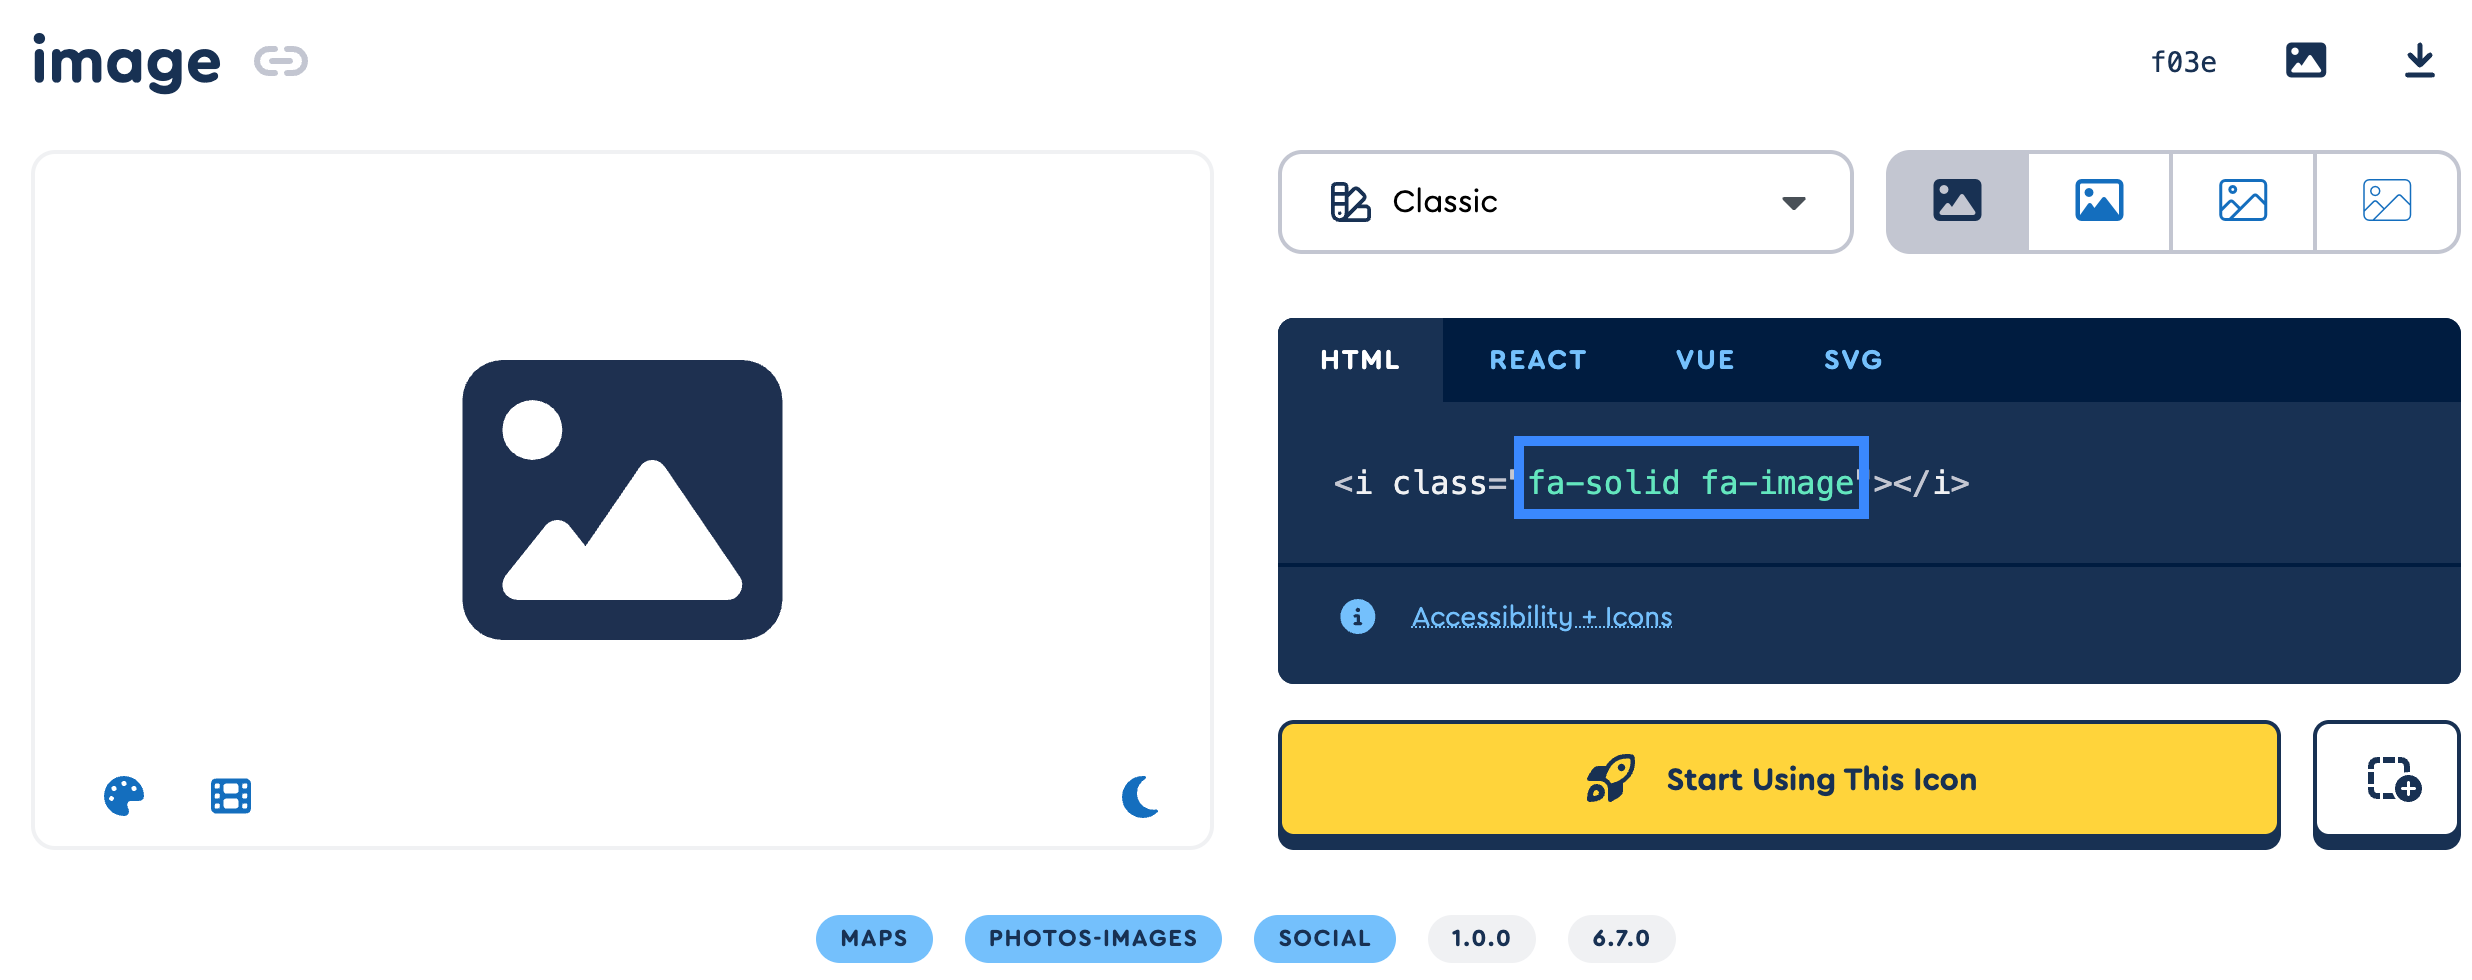 image
f03e
Classic
HTML REACT VUE SVG
<i class="fa-solid fa-image"></i>
Accessibility + Icons
Start Using This Icon
MAPS PHOTOS-IMAGES SOCIAL 1.0.0 6.7.0